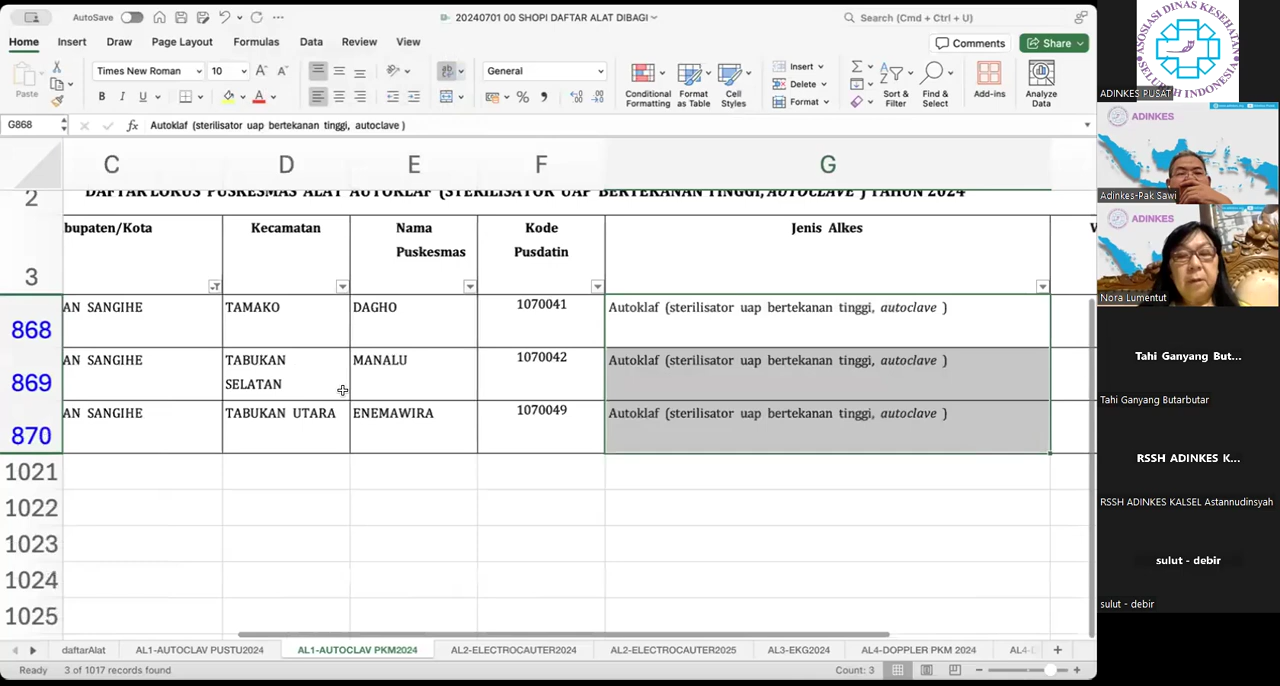 AutoSave
20240701 00 SHOPI DAFTAR ALAT DIBAGI
Search (Cmd + Ctrl + U)
Home Insert Draw Page Layout Formulas Data Review View
Comments Share
Paste
Times New Roman 10
General
B I U
Conditional Formatting
Format as Table
Cell Styles
Insert
Delete
Format
Sort & Filter
Find & Select
Add-ins
Analyze Data
G868 fx Autoklaf (sterilisator uap bertekanan tinggi, autoclave )
C D E F G
2 DAFTAR LOKUS PUSKESMAS ALAT AUTOKLAF (STERILISATOR UAP BERTEKANAN TINGGI, AUTOCLAVE ) TAHUN 2024
3 bupaten/Kota Kecamatan Nama Puskesmas Kode Pusdatin Jenis Alkes
868 AN SANGIHE TAMAKO DAGHO 1070041 Autoklaf (sterilisator uap bertekanan tinggi, autoclave )
869 AN SANGIHE TABUKAN SELATAN MANALU 1070042 Autoklaf (sterilisator uap bertekanan tinggi, autoclave )
870 AN SANGIHE TABUKAN UTARA ENEMAWIRA 1070049 Autoklaf (sterilisator uap bertekanan tinggi, autoclave )
1021
1022
1023
1024
1025
daftarAlat AL1-AUTOCLAV PUSTU2024 AL1-AUTOCLAV PKM2024 AL2-ELECTROCAUTER2024 AL2-ELECTROCAUTER2025 AL3-EKG2024 AL4-DOPPLER PKM 2024
Ready 3 of 1017 records found Count: 3
ASOSIASI DINAS KESEHATAN SELURUH INDONESIA
ADINKES PUSAT
ADINKES
Adinkes-Pak Sawi
ADINKES
Nora Lumentut
Tahi Ganyang But...
Tahi Ganyang Butarbutar
RSSH ADINKES K...
RSSH ADINKES KALSEL Astannudinsyah
sulut - debir
sulut - debir